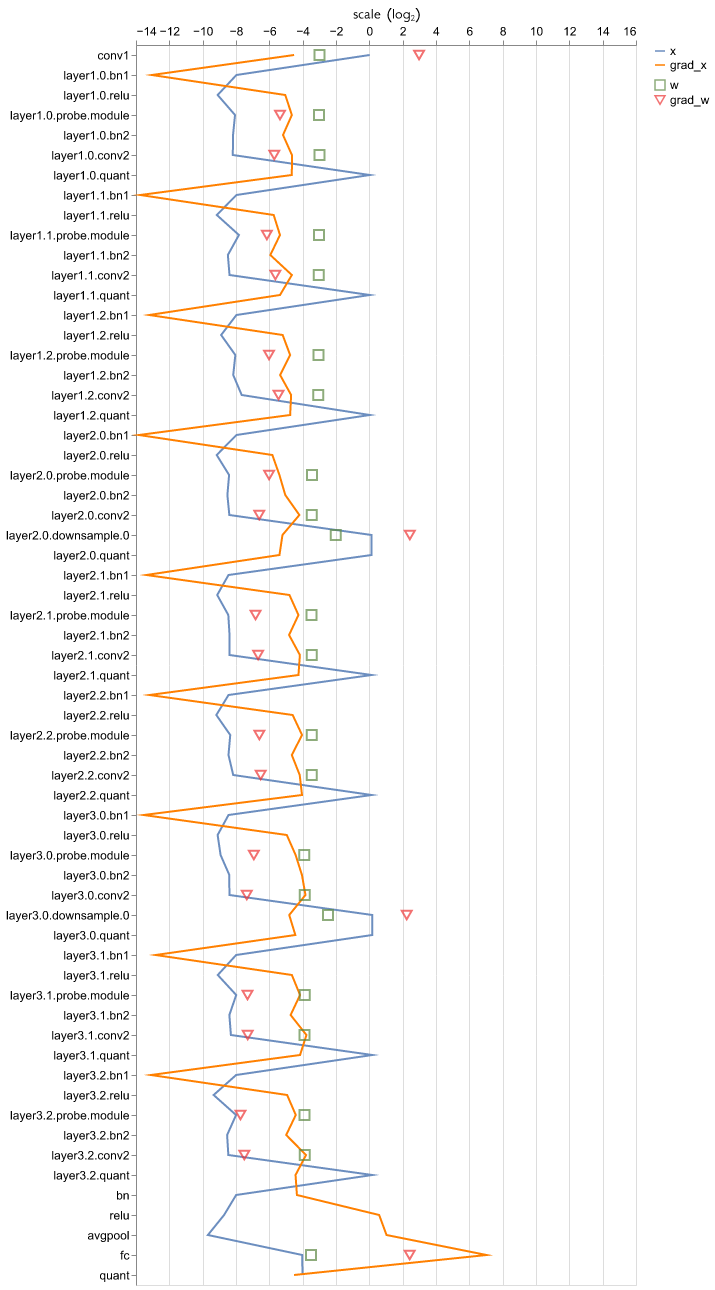 scale (log₂)
−14 −12 −10 −8 −6 −4 −2 0 2 4 6 8 10 12 14 16
x
grad_x
w
grad_w
conv1
layer1.0.bn1
layer1.0.relu
layer1.0.probe.module
layer1.0.bn2
layer1.0.conv2
layer1.0.quant
layer1.1.bn1
layer1.1.relu
layer1.1.probe.module
layer1.1.bn2
layer1.1.conv2
layer1.1.quant
layer1.2.bn1
layer1.2.relu
layer1.2.probe.module
layer1.2.bn2
layer1.2.conv2
layer1.2.quant
layer2.0.bn1
layer2.0.relu
layer2.0.probe.module
layer2.0.bn2
layer2.0.conv2
layer2.0.downsample.0
layer2.0.quant
layer2.1.bn1
layer2.1.relu
layer2.1.probe.module
layer2.1.bn2
layer2.1.conv2
layer2.1.quant
layer2.2.bn1
layer2.2.relu
layer2.2.probe.module
layer2.2.bn2
layer2.2.conv2
layer2.2.quant
layer3.0.bn1
layer3.0.relu
layer3.0.probe.module
layer3.0.bn2
layer3.0.conv2
layer3.0.downsample.0
layer3.0.quant
layer3.1.bn1
layer3.1.relu
layer3.1.probe.module
layer3.1.bn2
layer3.1.conv2
layer3.1.quant
layer3.2.bn1
layer3.2.relu
layer3.2.probe.module
layer3.2.bn2
layer3.2.conv2
layer3.2.quant
bn
relu
avgpool
fc
quant